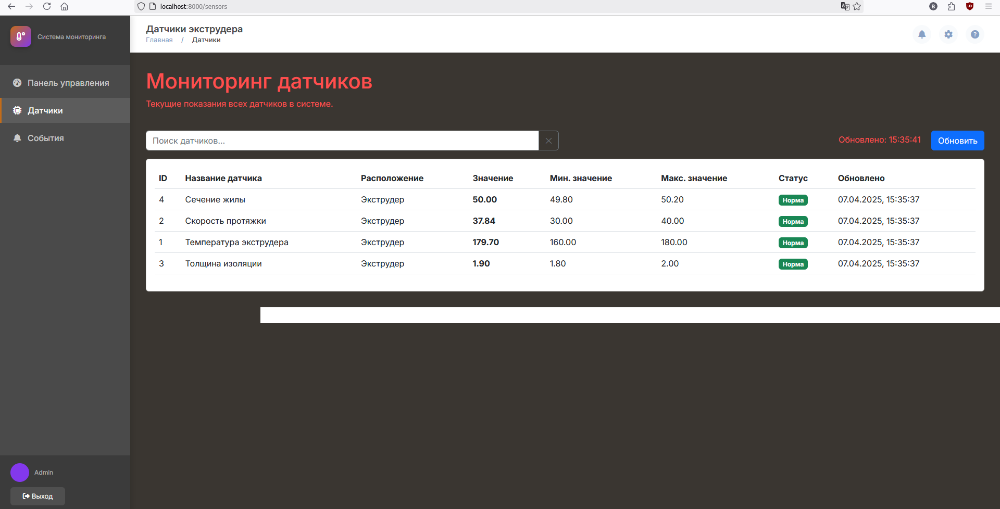 localhost:8000/sensors
Система мониторинга
Панель управления
Датчики
События
Admin
Выход
Датчики экструдера
Главная / Датчики
Мониторинг датчиков
Текущие показания всех датчиков в системе.
Поиск датчиков...
Обновлено: 15:35:41 Обновить
ID Название датчика Расположение Значение Мин. значение Макс. значение Статус Обновлено
4 Сечение жилы Экструдер 50.00 49.80 50.20 Норма 07.04.2025, 15:35:37
2 Скорость протяжки Экструдер 37.84 30.00 40.00 Норма 07.04.2025, 15:35:37
1 Температура экструдера Экструдер 179.70 160.00 180.00 Норма 07.04.2025, 15:35:37
3 Толщина изоляции Экструдер 1.90 1.80 2.00 Норма 07.04.2025, 15:35:37